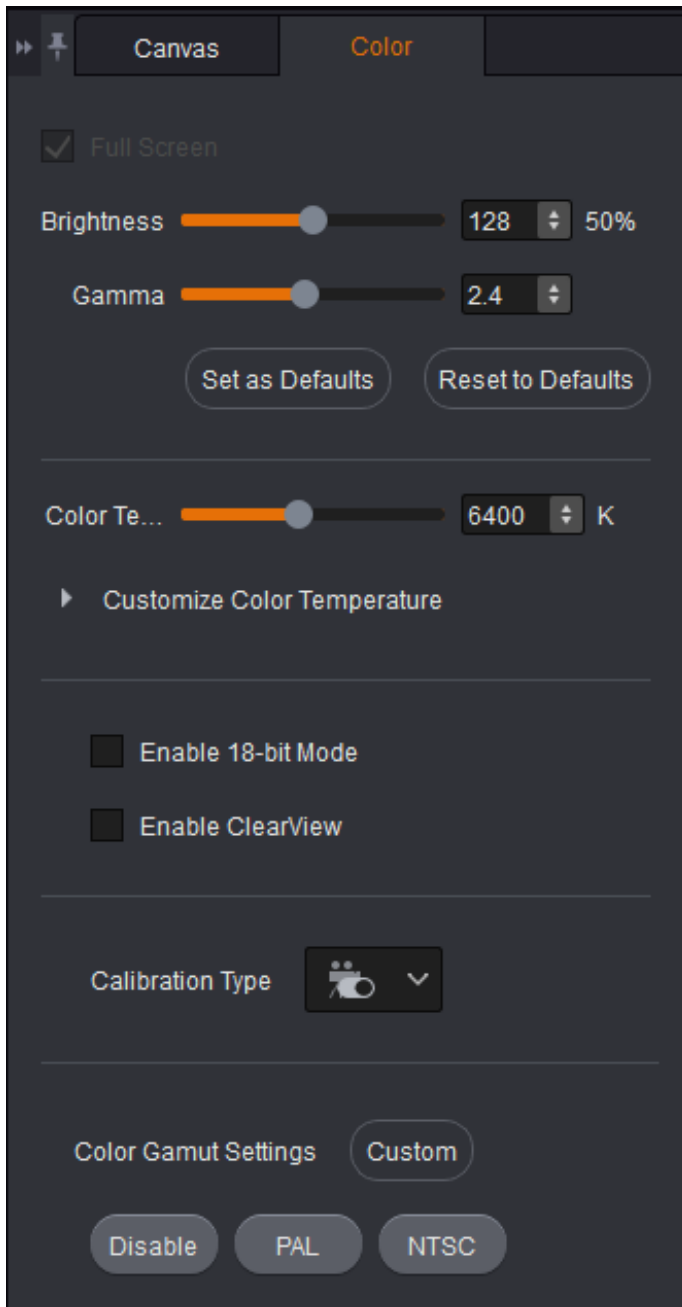 Canvas Color
Full Screen
Brightness 128 50%
Gamma 2.4
Set as Defaults Reset to Defaults
Color Te... 6400 K
Customize Color Temperature
Enable 18-bit Mode
Enable ClearView
Calibration Type
Color Gamut Settings Custom
Disable PAL NTSC